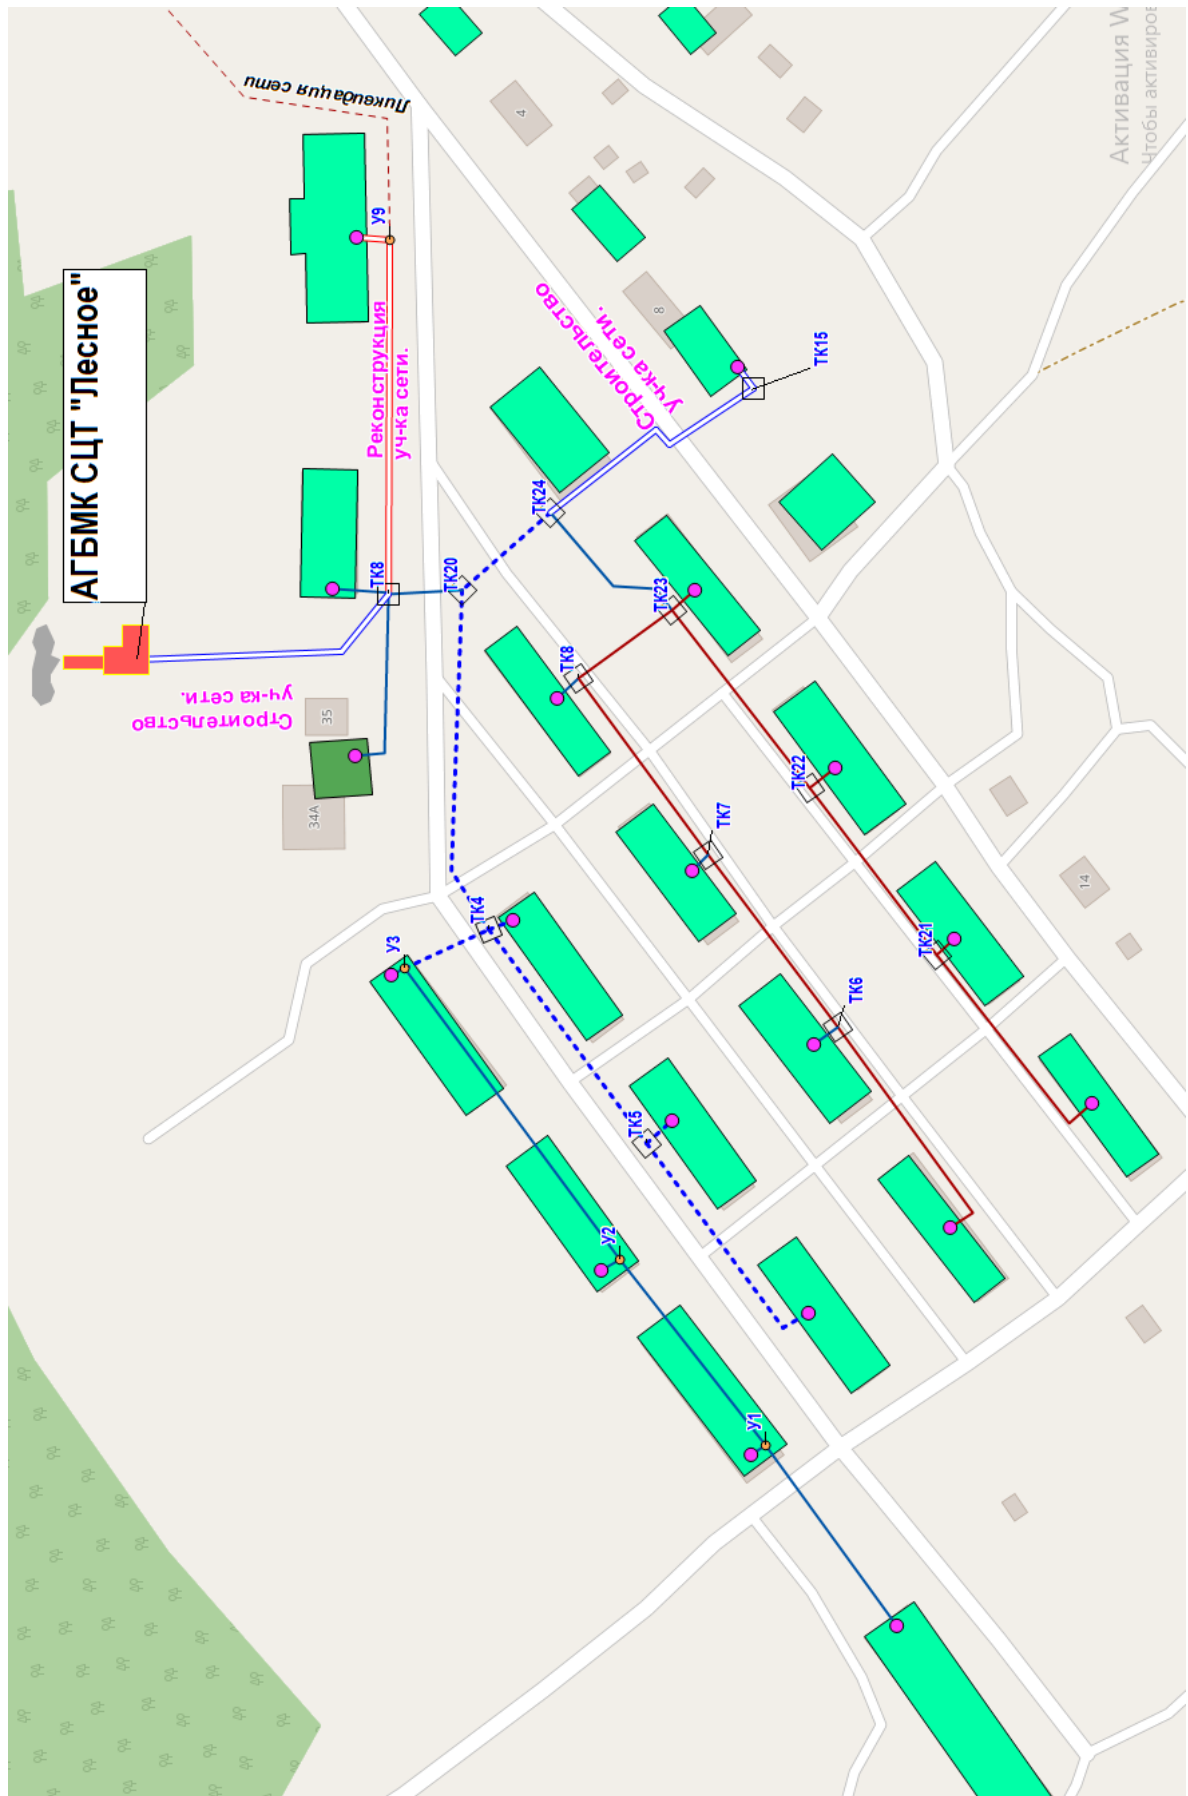 АГБМК СЦТ "Лесное"
Ликвидация сети
Активация W
Чтобы активиров
4
У9
Реконструкция
уч-ка сети.
Строительство
уч-ка сети.
8
ТК15
ТК24
ТК8
ТК20
ТК23
ТК8
Строительство
уч-ка сети.
35
34А
ТК22
ТК7
14
ТК4
У3
ТК21
ТК6
ТК5
У2
У1